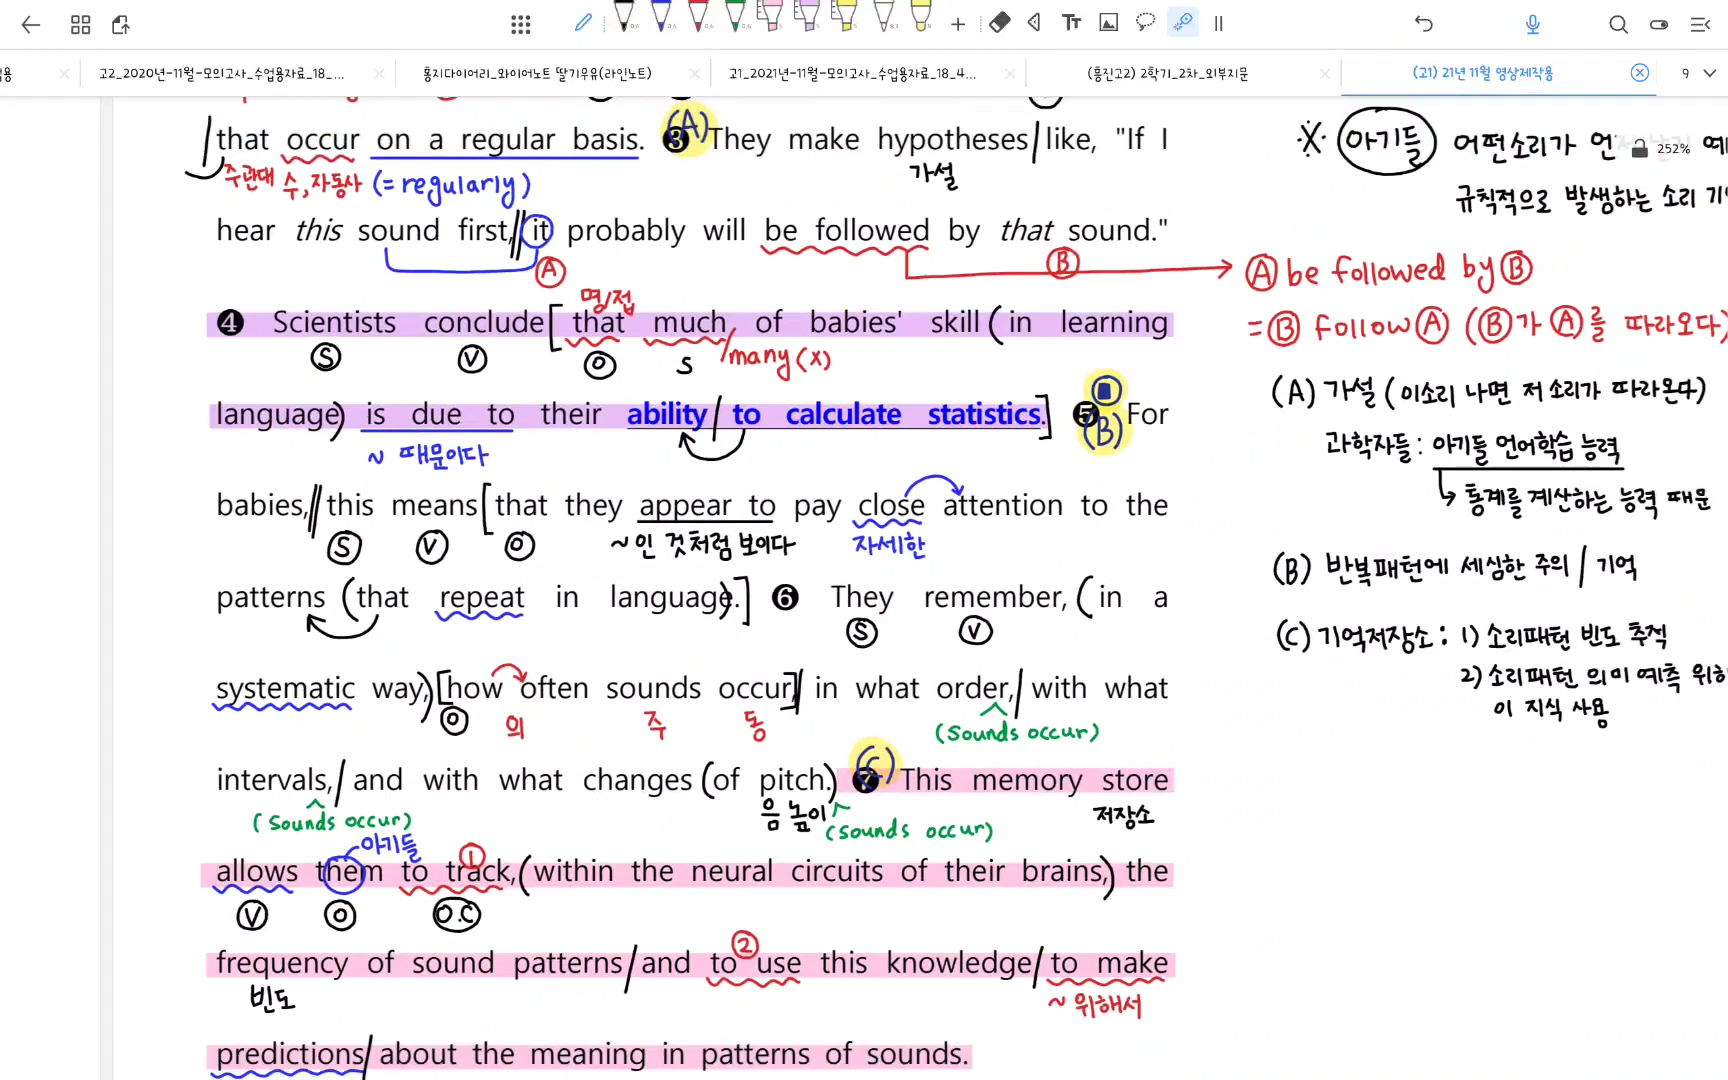 용
고2_2020년-11월-모의고사_수업용자료_18_...
홍지다이어리_와이어노트 딸기우유(라인노트)
고1_2021년-11월-모의고사_수업용자료_18_4...
(홍진고2) 2학기_2차_외부지문
(고1) 21년 11월 영상제작용
9
252%
that occur on a regular basis. ❸ (A) They make hypotheses/like, "If I
주관대 수,자동사 (= regularly) 가설
hear this sound first, it probably will be followed by that sound."
Ⓐ Ⓑ
명/접
❹ Scientists conclude [that much of babies' skill (in learning
Ⓢ Ⓥ Ⓞ S /many (x)
language) is due to their ability/to calculate statistics.] ❺ (B) For
~ 때문이다
babies, this means [that they appear to pay close attention to the
Ⓢ Ⓥ Ⓞ ~인 것처럼 보이다 자세한
patterns (that repeat in language).] ❻ They remember, (in a
Ⓢ Ⓥ
systematic way,) [how often sounds occur,]/in what order,/with what
Ⓞ 의 주 동 (Sounds occur)
intervals,/and with what changes (of pitch.) ❼ (C) This memory store
(Sounds occur) 음 높이 (Sounds occur) 저장소
아기들 ①
allows them to track, (within the neural circuits of their brains,) the
Ⓥ Ⓞ O.C
②
frequency of sound patterns/and to use this knowledge/to make
빈도 ~ 위해서
predictions/about the meaning in patterns of sounds.
※ 아기들 어떤소리가 언
규칙적으로 발생하는 소리 기
Ⓐ be followed by Ⓑ
= Ⓑ follow Ⓐ (Ⓑ가 Ⓐ를 따라오다)
(A) 가설 (이소리 나면 저 소리가 따라온다)
과학자들: 아기들 언어학습 능력
↳ 통계를 계산하는 능력 때문
(B) 반복패턴에 세심한 주의 / 기억
(C) 기억저장소: 1) 소리패턴 빈도 추적
2) 소리패턴 의미 예측 위해
이 지식 사용